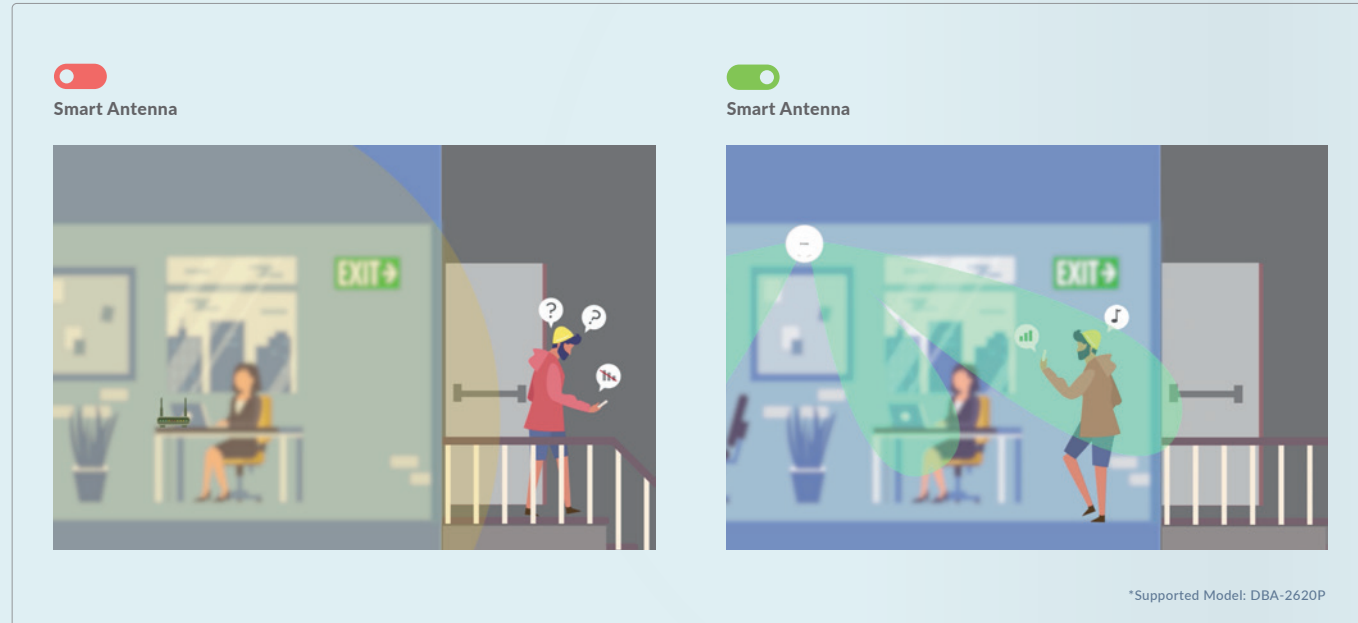 Smart Antenna
Smart Antenna
EXIT→
? ?
EXIT→
*Supported Model: DBA-2620P